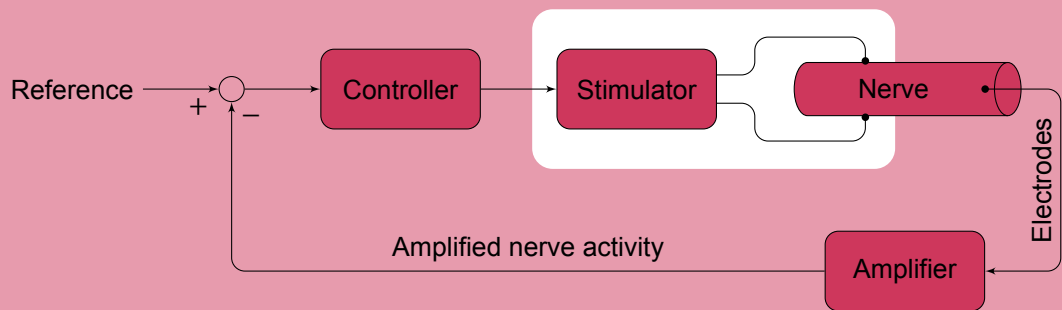 Reference
+
−
Controller
Stimulator
Nerve
Electrodes
Amplified nerve activity
Amplifier